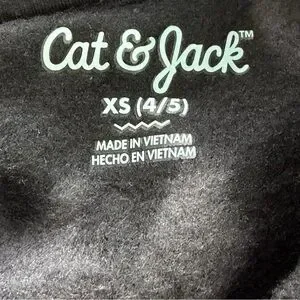 Cat & Jack™
XS (4/5)
MADE IN VIETNAM
HECHO EN VIETNAM